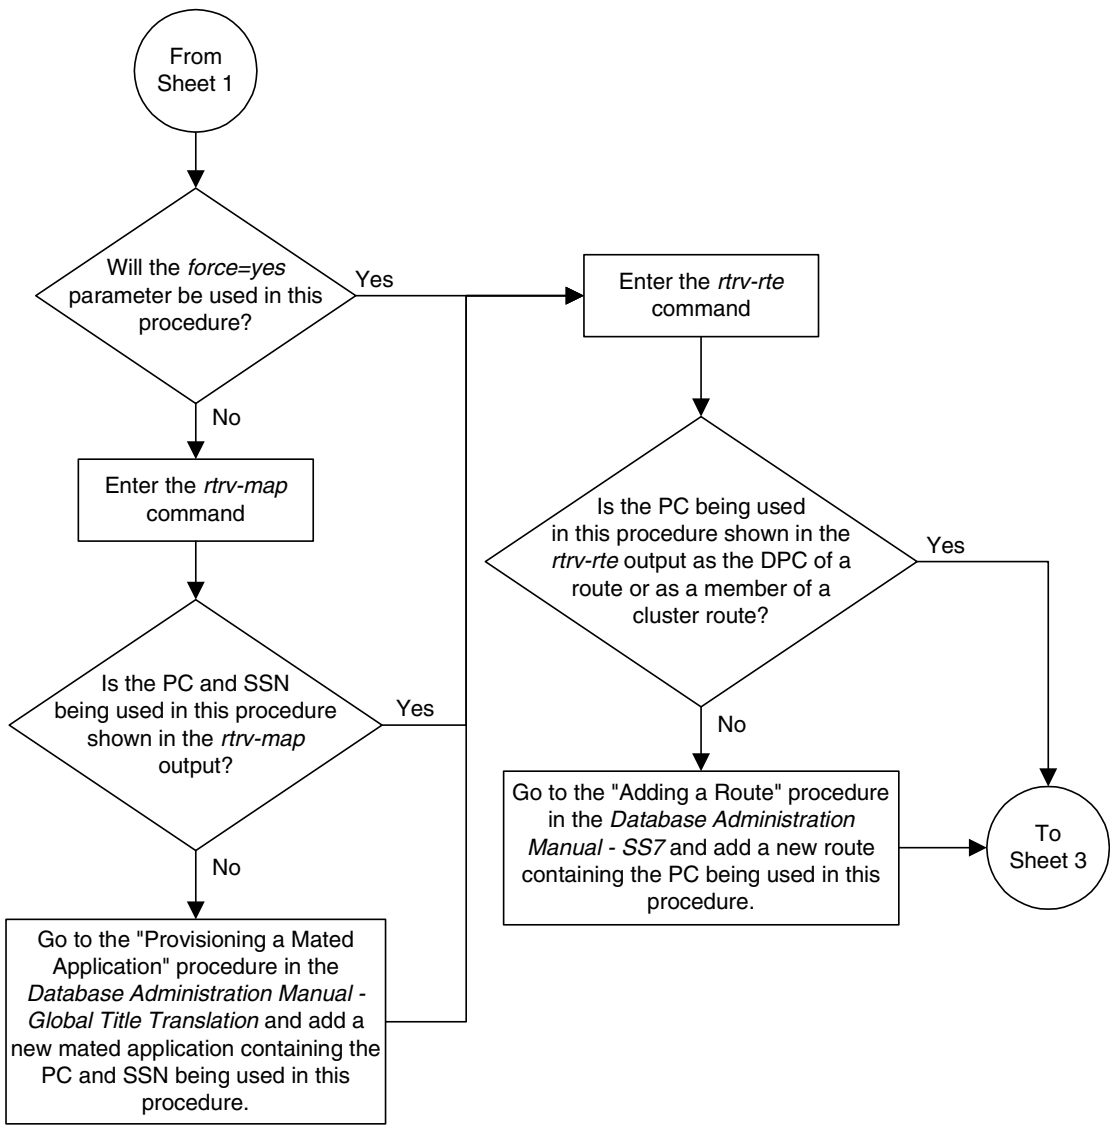 From
Sheet 1
Will the force=yes
parameter be used in this
procedure?
Yes
No
Enter the rtrv-map
command
Is the PC and SSN
being used in this procedure
shown in the rtrv-map
output?
Yes
No
Go to the "Provisioning a Mated
Application" procedure in the
Database Administration Manual -
Global Title Translation and add a
new mated application containing the
PC and SSN being used in this
procedure.
Enter the rtrv-rte
command
Is the PC being used
in this procedure shown in the
rtrv-rte output as the DPC of a
route or as a member of a
cluster route?
Yes
No
Go to the "Adding a Route" procedure
in the Database Administration
Manual - SS7 and add a new route
containing the PC being used in this
procedure.
To
Sheet 3